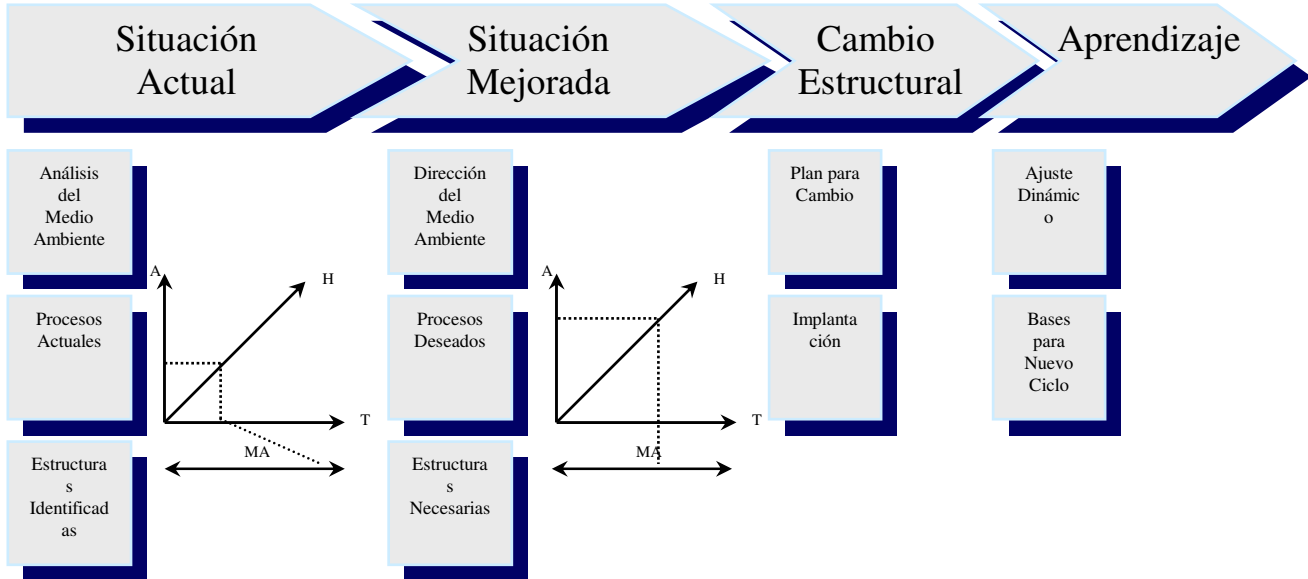 Situación
Actual
Situación
Mejorada
Cambio
Estructural
Aprendizaje
Análisis
del
Medio
Ambiente
Procesos
Actuales
Estructura
s
Identificad
as
A
H
T
MA
Dirección
del
Medio
Ambiente
Procesos
Deseados
Estructura
s
Necesarias
A
H
T
MA
Plan para
Cambio
Implanta
ción
Ajuste
Dinámic
o
Bases
para
Nuevo
Ciclo